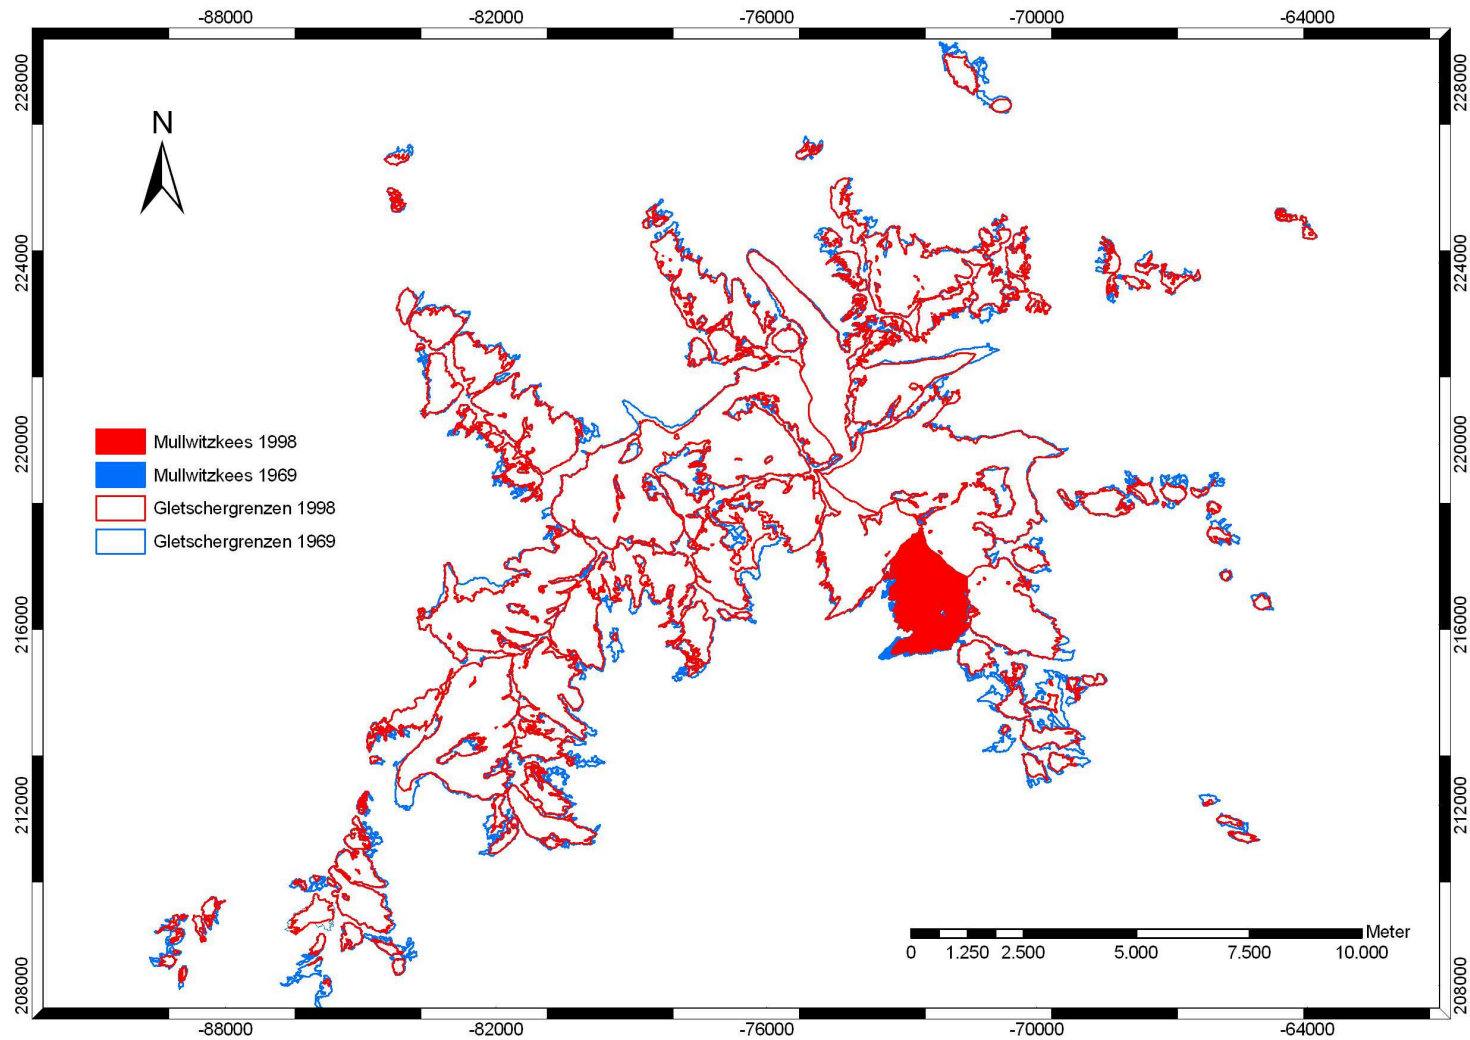 -88000 -82000 -76000 -70000 -64000
228000 228000
N
224000 224000
220000 220000
Mullwitzkees 1998
Mullwitzkees 1969
Gletschergrenzen 1998
Gletschergrenzen 1969
216000 216000
212000 212000
Meter
0 1.250 2.500 5.000 7.500 10.000
208000 208000
-88000 -82000 -76000 -70000 -64000